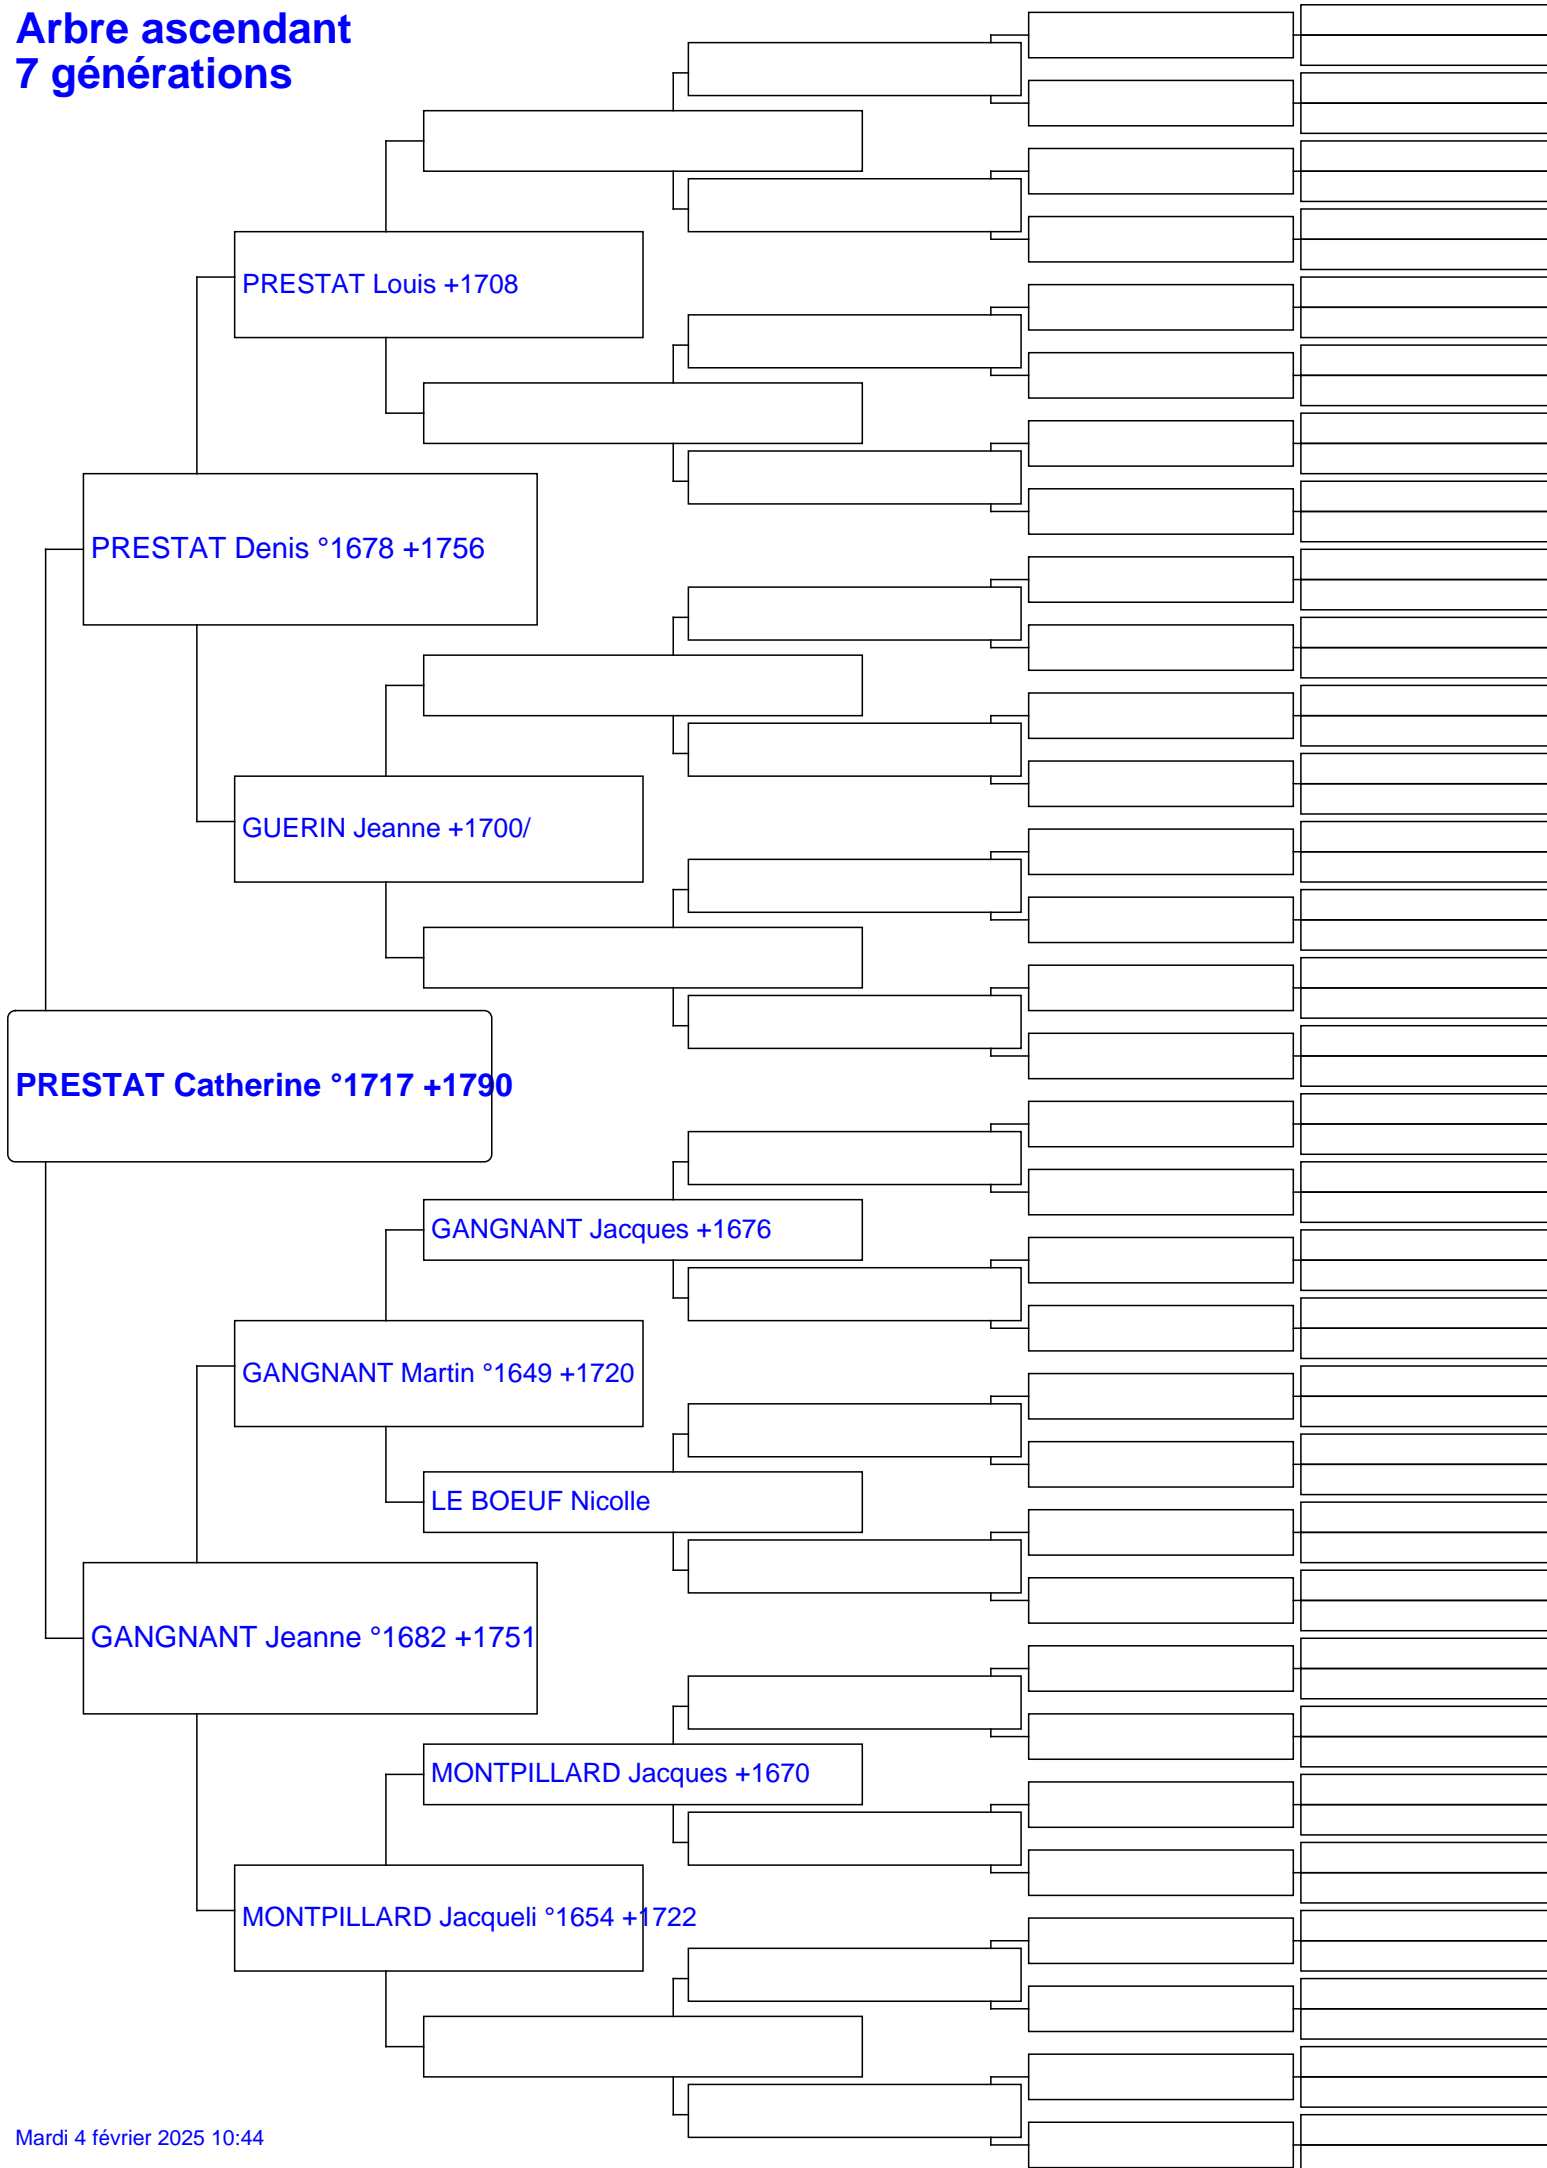 Arbre ascendant
7 générations
PRESTAT Louis +1708
PRESTAT Denis °1678 +1756
GUERIN Jeanne +1700/
PRESTAT Catherine °1717 +1790
GANGNANT Jacques +1676
GANGNANT Martin °1649 +1720
LE BOEUF Nicolle
GANGNANT Jeanne °1682 +1751
MONTPILLARD Jacques +1670
MONTPILLARD Jacqueli °1654 +1722
Mardi 4 février 2025 10:44